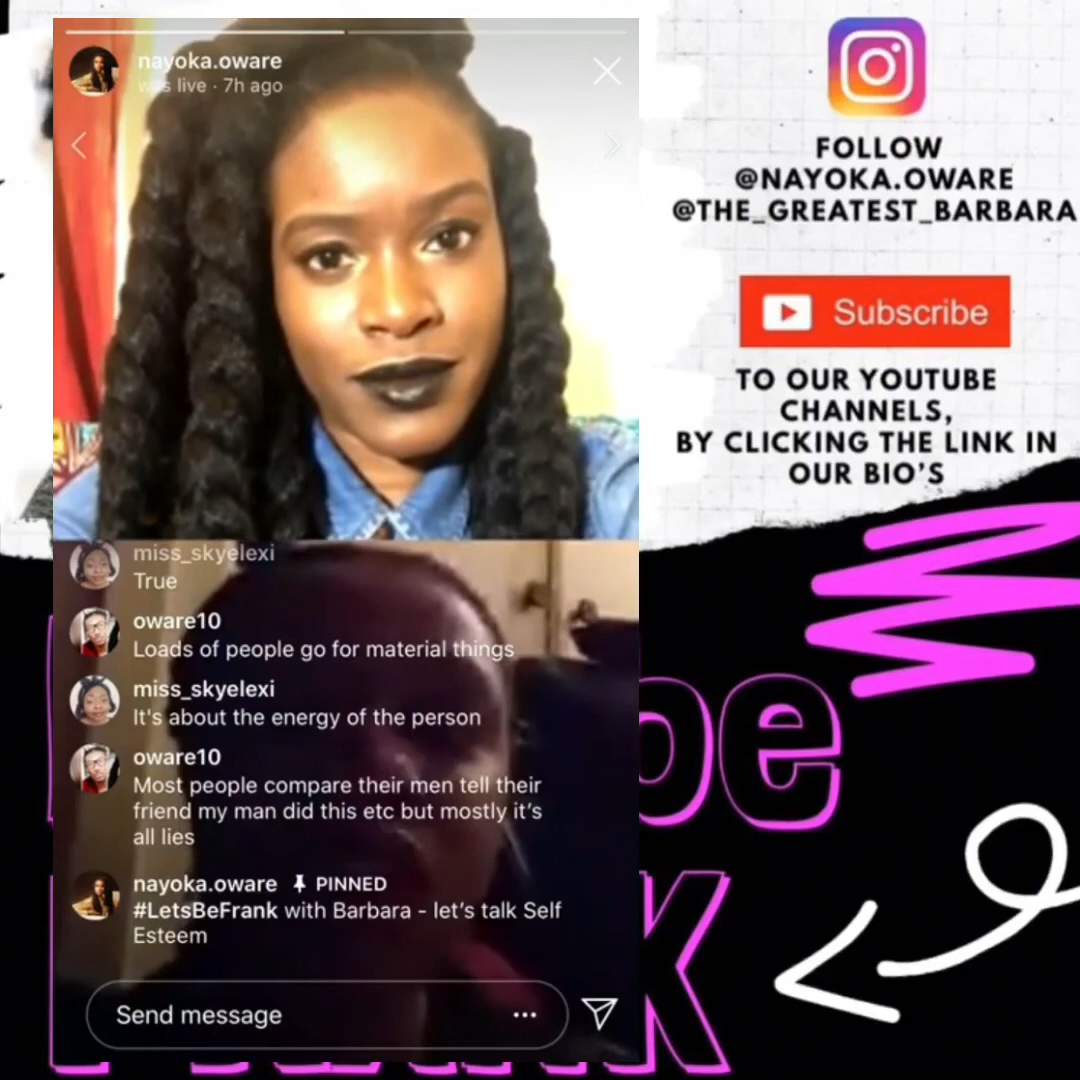 nayoka.oware
was live · 7h ago
miss_skyelexi
True
oware10
Loads of people go for material things
miss_skyelexi
It's about the energy of the person
oware10
Most people compare their men tell their
friend my man did this etc but mostly it's
all lies
nayoka.oware PINNED
#LetsBeFrank with Barbara - let's talk Self
Esteem
Send message
FOLLOW
@NAYOKA.OWARE
@THE_GREATEST_BARBARA
Subscribe
TO OUR YOUTUBE
CHANNELS,
BY CLICKING THE LINK IN
OUR BIO'S